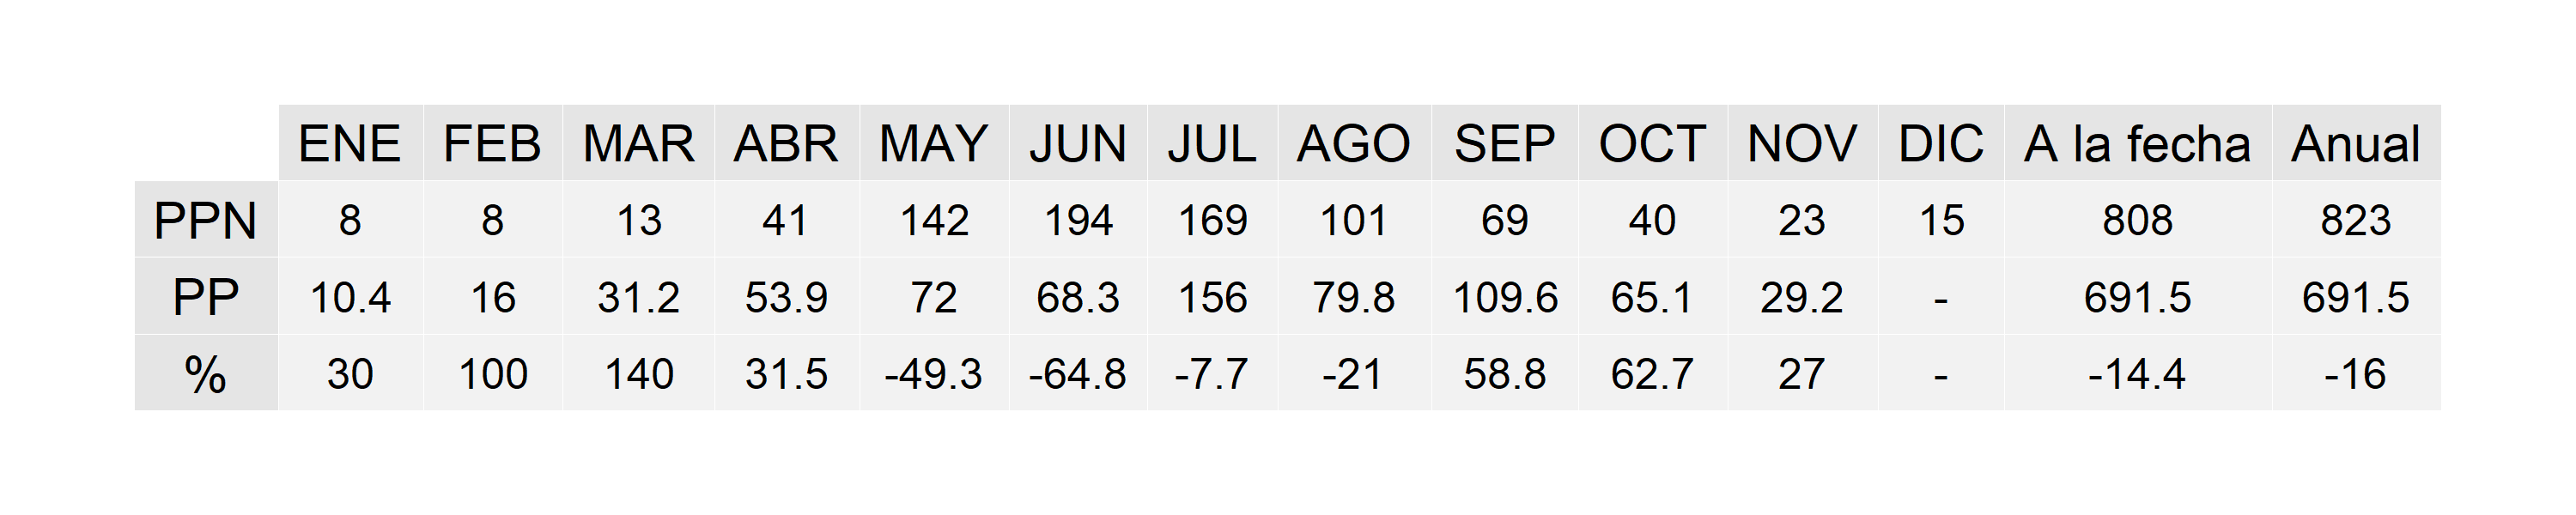 ENE FEB MAR ABR MAY JUN JUL AGO SEP OCT NOV DIC A la fecha Anual
PPN 8 8 13 41 142 194 169 101 69 40 23 15 808 823
PP 10.4 16 31.2 53.9 72 68.3 156 79.8 109.6 65.1 29.2 - 691.5 691.5
% 30 100 140 31.5 -49.3 -64.8 -7.7 -21 58.8 62.7 27 - -14.4 -16